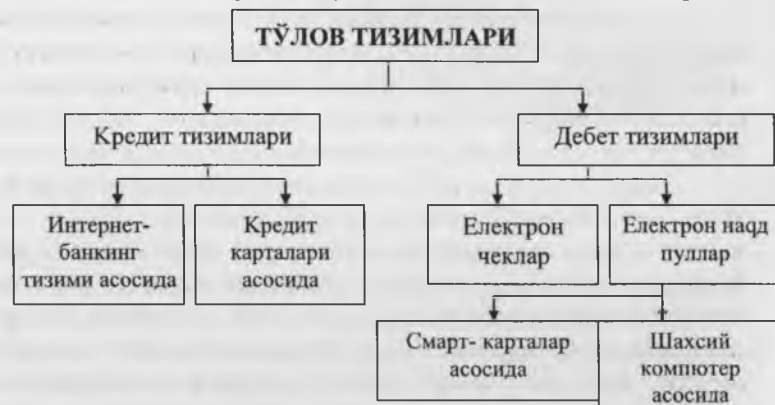 ТЎЛОВ ТИЗИМЛАРИ
Кредит тизимлари
Дебет тизимлари
Интернет-
банкинг
тизими асосида
Кредит
карталари
асосида
Електрон
чеклар
Електрон нақд
пуллар
Смарт- карталар
асосида
Шахсий
компютер
асосида